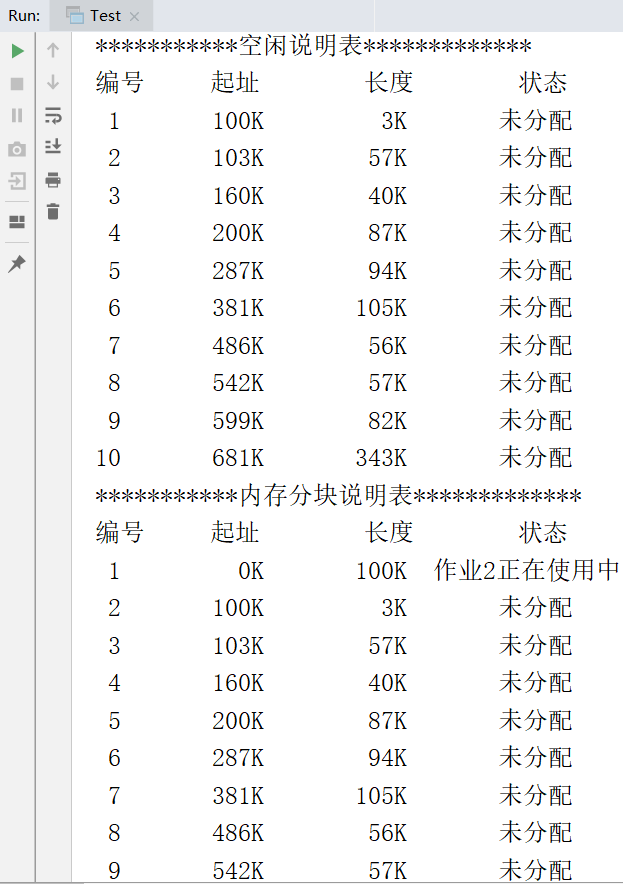 Run: Test
***********空闲说明表*************
编号 起址 长度 状态
1 100K 3K 未分配
2 103K 57K 未分配
3 160K 40K 未分配
4 200K 87K 未分配
5 287K 94K 未分配
6 381K 105K 未分配
7 486K 56K 未分配
8 542K 57K 未分配
9 599K 82K 未分配
10 681K 343K 未分配
***********内存分块说明表*************
编号 起址 长度 状态
1 0K 100K 作业2正在使用中
2 100K 3K 未分配
3 103K 57K 未分配
4 160K 40K 未分配
5 200K 87K 未分配
6 287K 94K 未分配
7 381K 105K 未分配
8 486K 56K 未分配
9 542K 57K 未分配